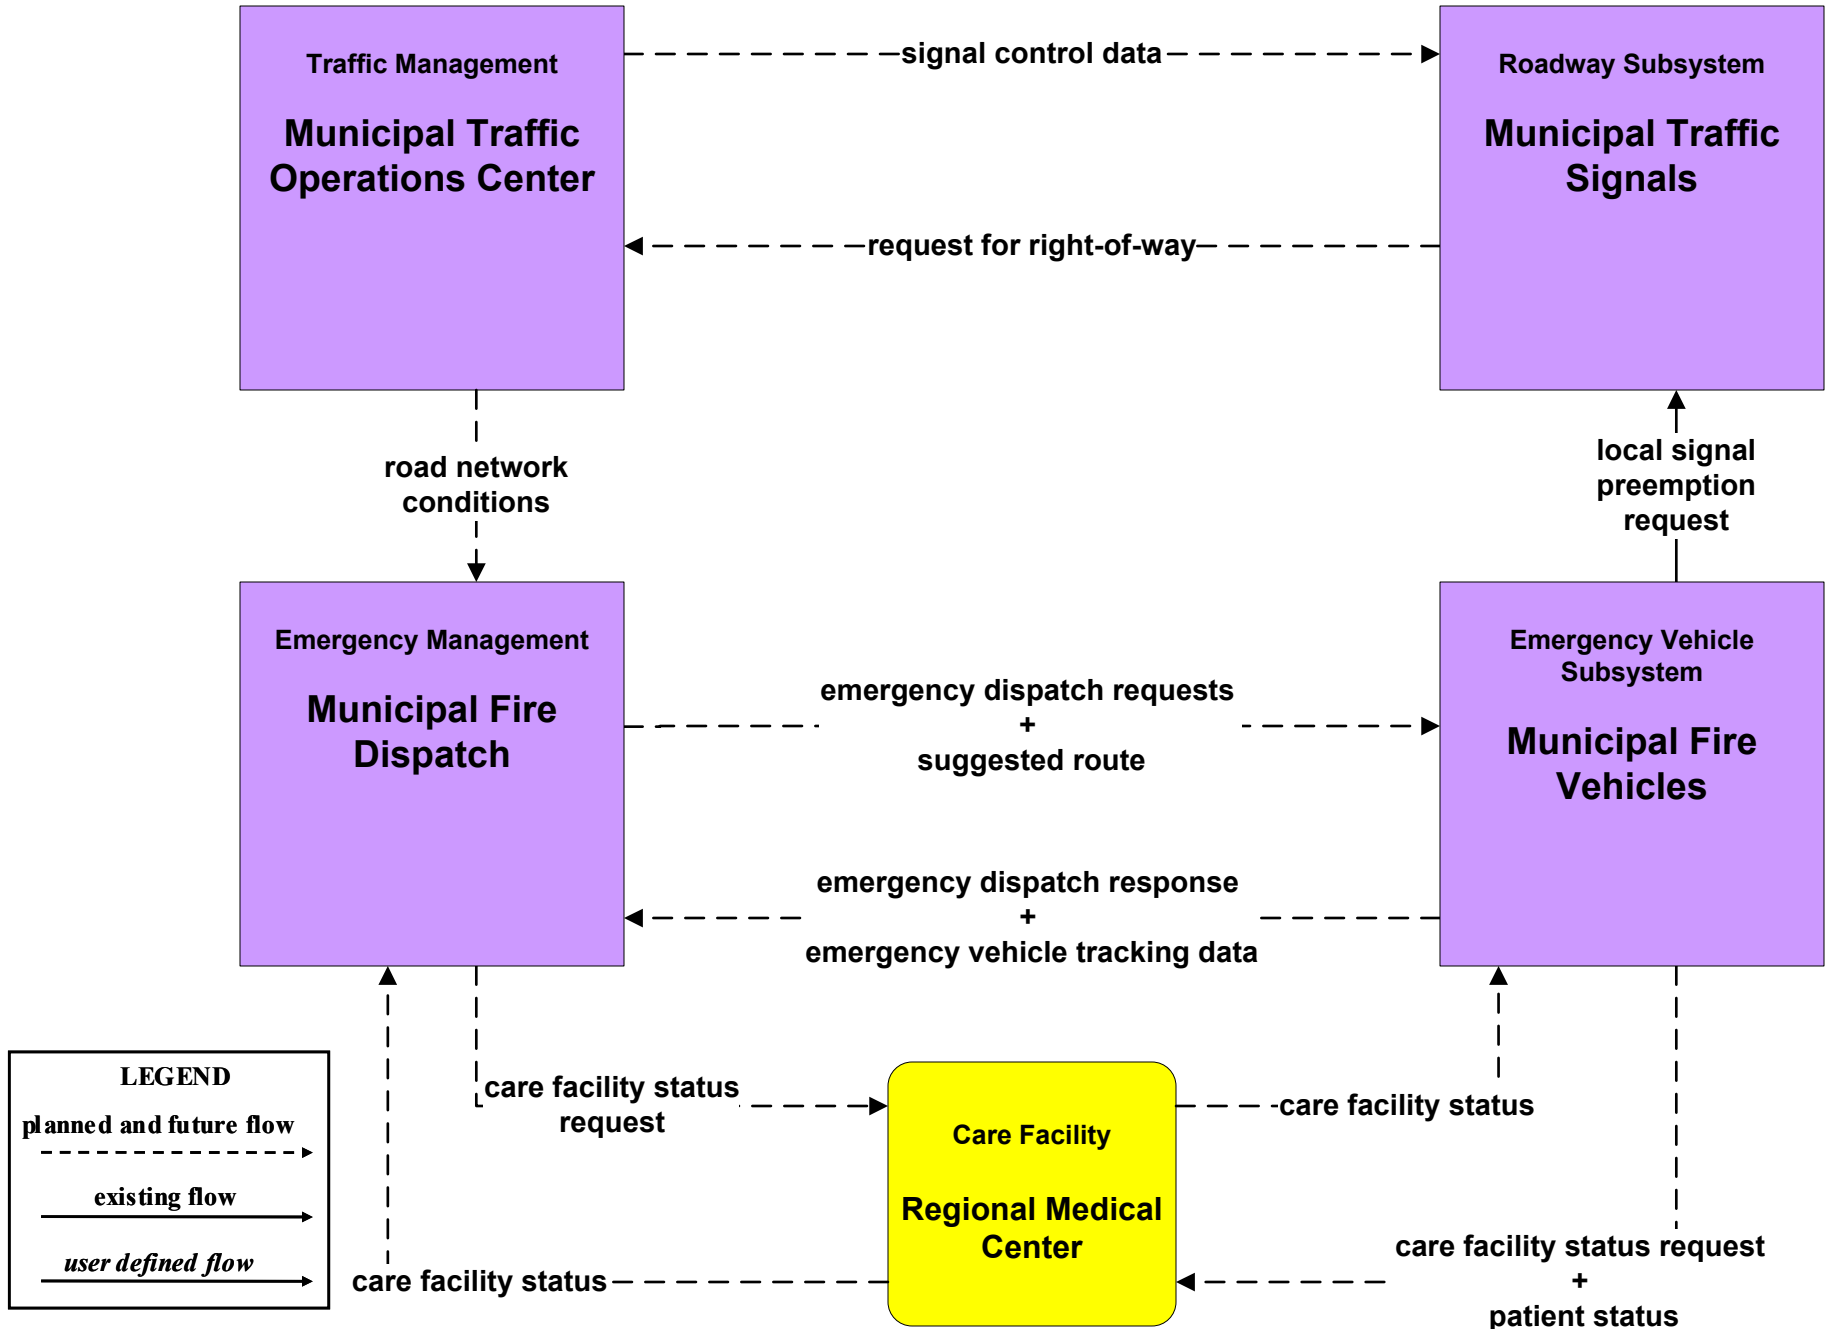 Traffic Management
Municipal Traffic
Operations Center
signal control data
request for right-of-way
Roadway Subsystem
Municipal Traffic
Signals
road network
conditions
local signal
preemption
request
Emergency Management
Municipal Fire
Dispatch
emergency dispatch requests
+
suggested route
emergency dispatch response
+
emergency vehicle tracking data
Emergency Vehicle
Subsystem
Municipal Fire
Vehicles
LEGEND
planned and future flow
existing flow
user defined flow
care facility status
request
care facility status
Care Facility
Regional Medical
Center
care facility status
care facility status request
+
patient status